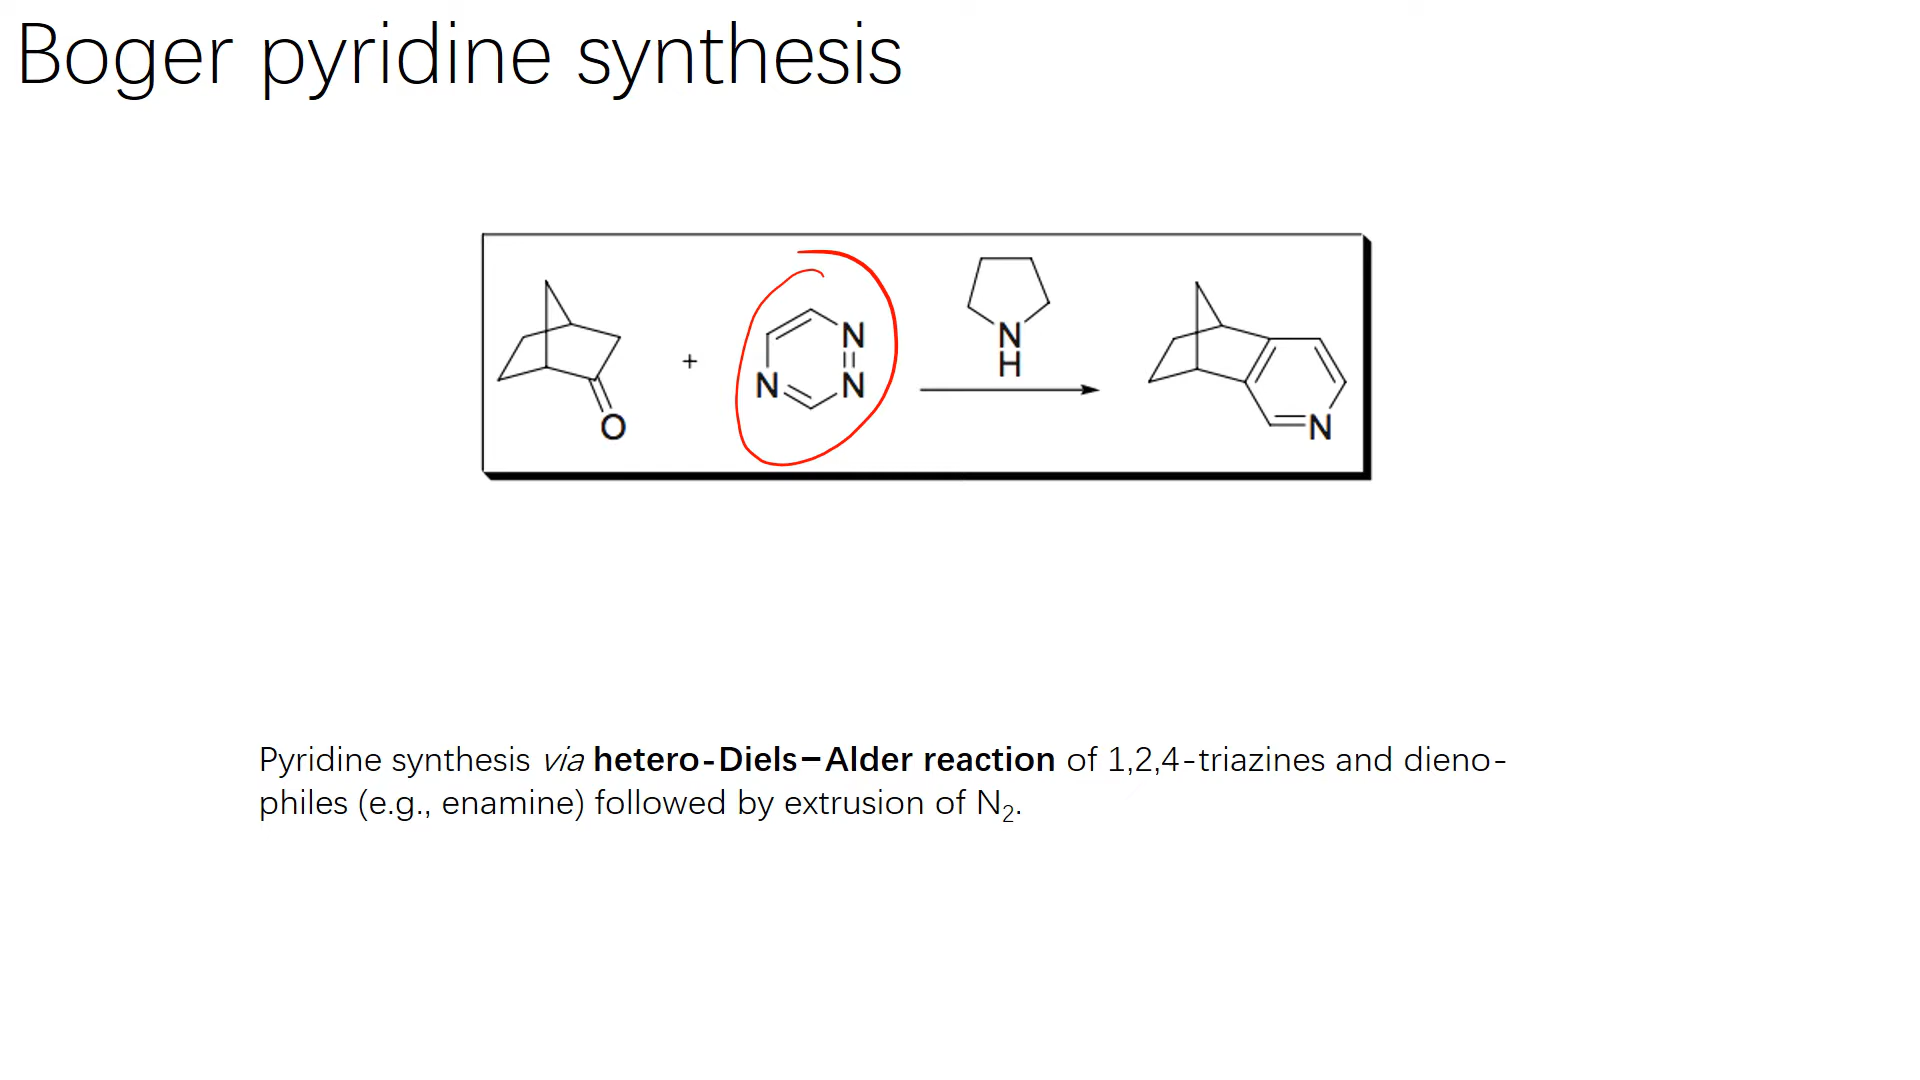 Boger pyridine synthesis
N
H
+
N
N
N
O
N
Pyridine synthesis via hetero-Diels–Alder reaction of 1,2,4-triazines and dieno-
philes (e.g., enamine) followed by extrusion of N₂.